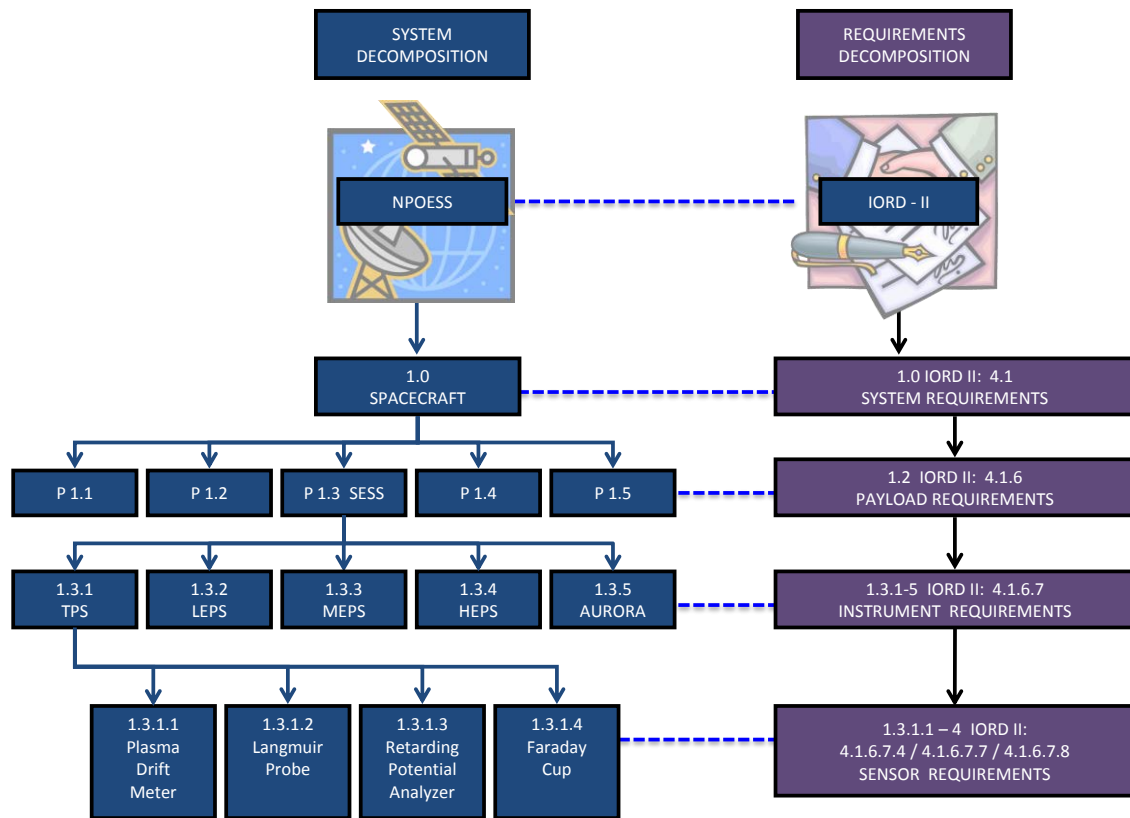 SYSTEM
DECOMPOSITION
REQUIREMENTS
DECOMPOSITION
NPOESS
IORD - II
1.0
SPACECRAFT
1.0 IORD II: 4.1
SYSTEM REQUIREMENTS
P 1.1
P 1.2
P 1.3 SESS
P 1.4
P 1.5
1.2 IORD II: 4.1.6
PAYLOAD REQUIREMENTS
1.3.1
TPS
1.3.2
LEPS
1.3.3
MEPS
1.3.4
HEPS
1.3.5
AURORA
1.3.1-5 IORD II: 4.1.6.7
INSTRUMENT REQUIREMENTS
1.3.1.1
Plasma
Drift
Meter
1.3.1.2
Langmuir
Probe
1.3.1.3
Retarding
Potential
Analyzer
1.3.1.4
Faraday
Cup
1.3.1.1 – 4 IORD II:
4.1.6.7.4 / 4.1.6.7.7 / 4.1.6.7.8
SENSOR REQUIREMENTS